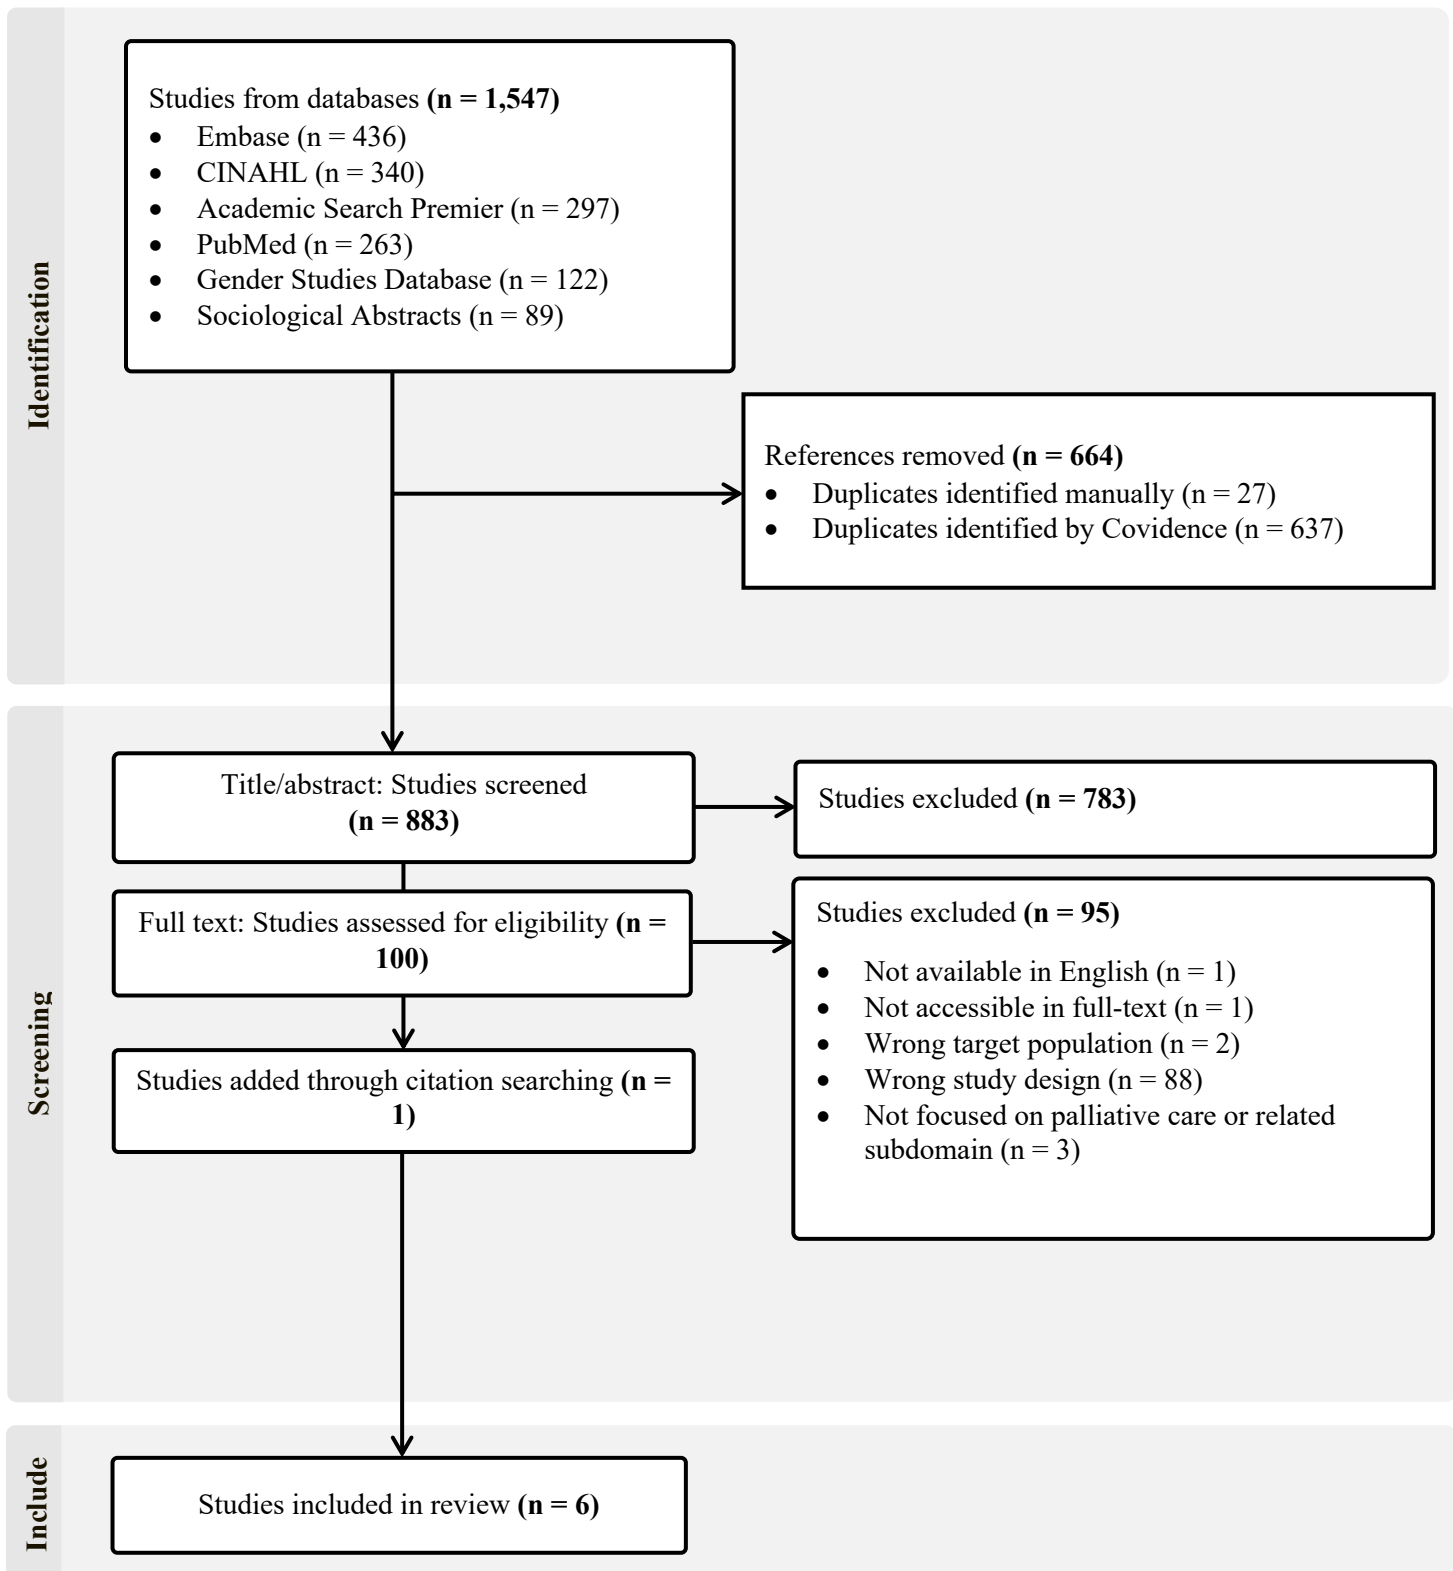 Identification
Studies from databases (n = 1,547)
• Embase (n = 436)
• CINAHL (n = 340)
• Academic Search Premier (n = 297)
• PubMed (n = 263)
• Gender Studies Database (n = 122)
• Sociological Abstracts (n = 89)
References removed (n = 664)
• Duplicates identified manually (n = 27)
• Duplicates identified by Covidence (n = 637)
Screening
Title/abstract: Studies screened
(n = 883)
Studies excluded (n = 783)
Full text: Studies assessed for eligibility (n =
100)
Studies excluded (n = 95)
• Not available in English (n = 1)
• Not accessible in full-text (n = 1)
• Wrong target population (n = 2)
• Wrong study design (n = 88)
• Not focused on palliative care or related
subdomain (n = 3)
Studies added through citation searching (n =
1)
Include
Studies included in review (n = 6)